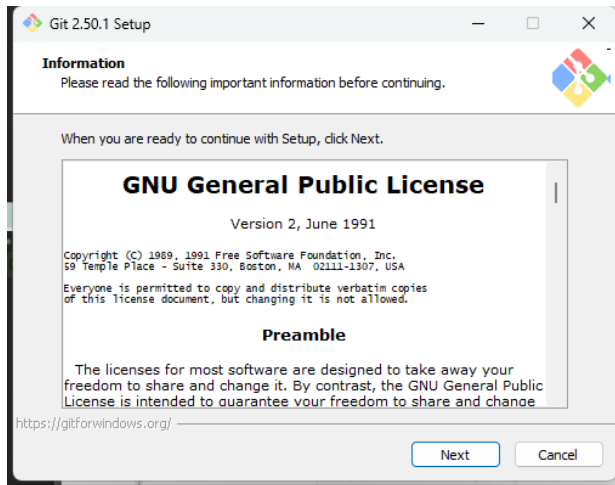 Git 2.50.1 Setup
Information
Please read the following important information before continuing.
When you are ready to continue with Setup, click Next.
GNU General Public License
Version 2, June 1991
Copyright (C) 1989, 1991 Free Software Foundation, Inc.
59 Temple Place - Suite 330, Boston, MA  02111-1307, USA
Everyone is permitted to copy and distribute verbatim copies
of this license document, but changing it is not allowed.
Preamble
The licenses for most software are designed to take away your
freedom to share and change it. By contrast, the GNU General Public
License is intended to guarantee your freedom to share and change
https://gitforwindows.org/
Next
Cancel